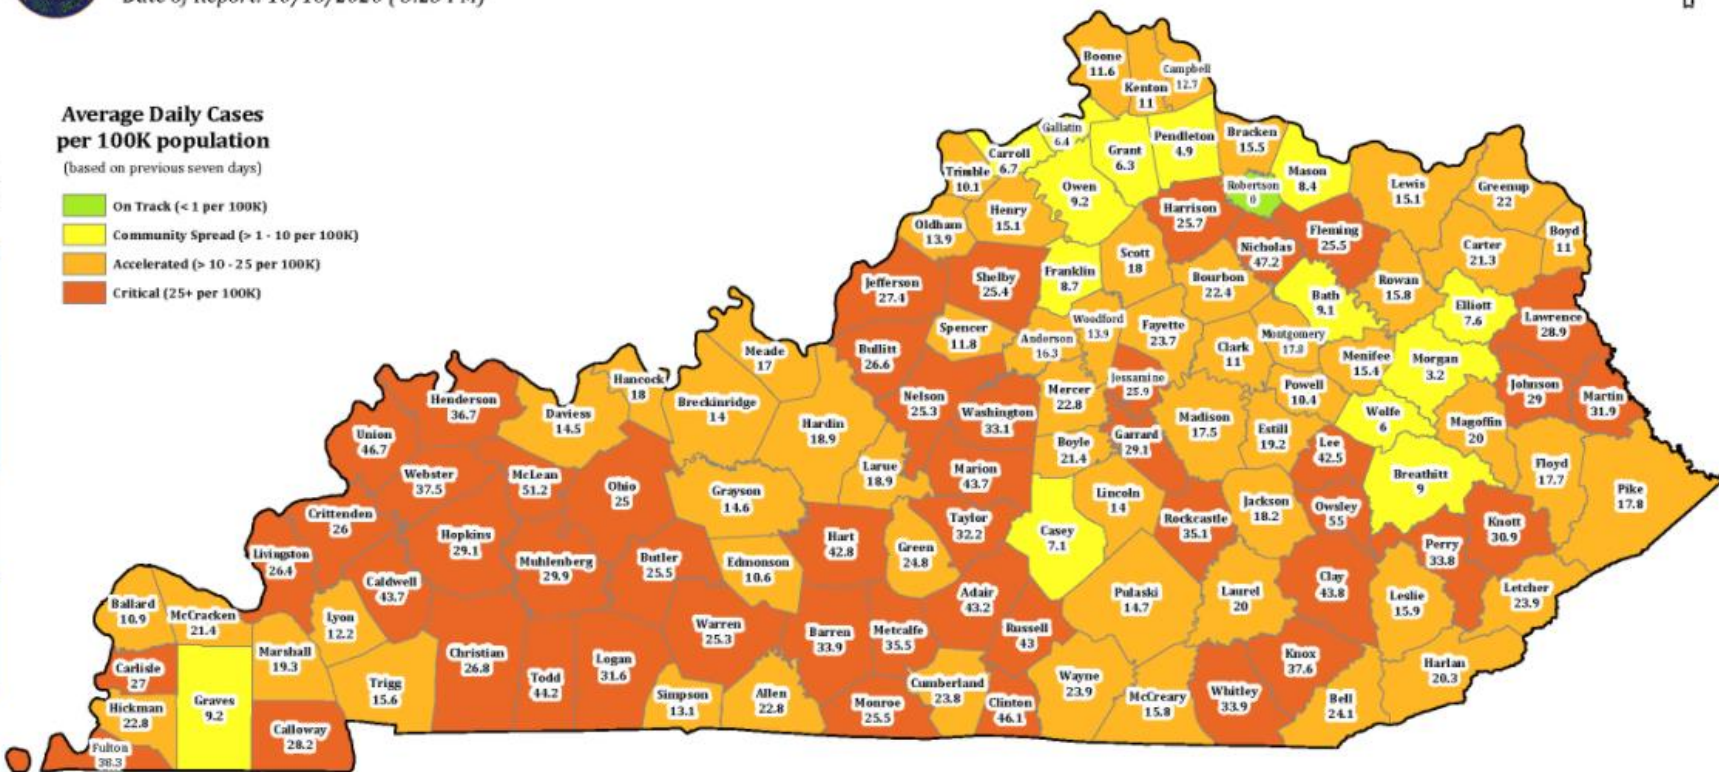 Average Daily Cases
per 100K population
(based on previous seven days)
On Track (< 1 per 100K)
Community Spread (> 1 - 10 per 100K)
Accelerated (> 10 - 25 per 100K)
Critical (25+ per 100K)
Boone
11.6
Kenton
11
Campbell
12.7
Gallatin
6.4
Carroll
6.7
Trimble
10.1
Grant
6.3
Pendleton
4.9
Bracken
15.5
Mason
8.4
Robertson
0
Lewis
15.1
Greenup
22
Boyd
11
Carter
21.3
Owen
9.2
Henry
15.1
Oldham
13.9
Harrison
25.7
Nicholas
47.2
Fleming
25.5
Jefferson
27.4
Shelby
25.4
Franklin
8.7
Scott
18
Bourbon
22.4
Bath
9.1
Rowan
15.8
Elliott
7.6
Lawrence
28.9
Bullitt
26.6
Spencer
11.8
Anderson
16.3
Woodford
13.9
Fayette
23.7
Clark
11
Montgomery
17.8
Menifee
15.4
Morgan
3.2
Johnson
29
Martin
31.9
Meade
17
Hancock
18
Breckinridge
14
Hardin
18.9
Nelson
25.3
Washington
33.1
Mercer
22.8
Jessamine
25.9
Madison
17.5
Powell
10.4
Estill
19.2
Wolfe
6
Magoffin
20
Henderson
36.7
Daviess
14.5
Union
46.7
Webster
37.5
McLean
51.2
Ohio
25
Grayson
14.6
Larue
18.9
Marion
43.7
Boyle
21.4
Garrard
29.1
Lee
42.5
Breathitt
9
Floyd
17.7
Pike
17.8
Crittenden
26
Livingston
26.4
Hopkins
29.1
Caldwell
43.7
Muhlenberg
29.9
Butler
25.5
Edmonson
10.6
Hart
42.8
Green
24.8
Taylor
32.2
Casey
7.1
Lincoln
14
Rockcastle
35.1
Jackson
18.2
Owsley
55
Perry
33.8
Knott
30.9
Letcher
23.9
Ballard
10.9
McCracken
21.4
Lyon
12.2
Marshall
19.3
Trigg
15.6
Christian
26.8
Todd
44.2
Logan
31.6
Warren
25.3
Barren
33.9
Metcalfe
35.5
Adair
43.2
Russell
43
Pulaski
14.7
Laurel
20
Clay
43.8
Leslie
15.9
Harlan
20.3
Carlisle
27
Hickman
22.8
Fulton
38.3
Graves
9.2
Calloway
28.2
Simpson
13.1
Allen
22.8
Monroe
25.5
Cumberland
23.8
Clinton
46.1
Wayne
23.9
McCreary
15.8
Whitley
33.9
Knox
37.6
Bell
24.1